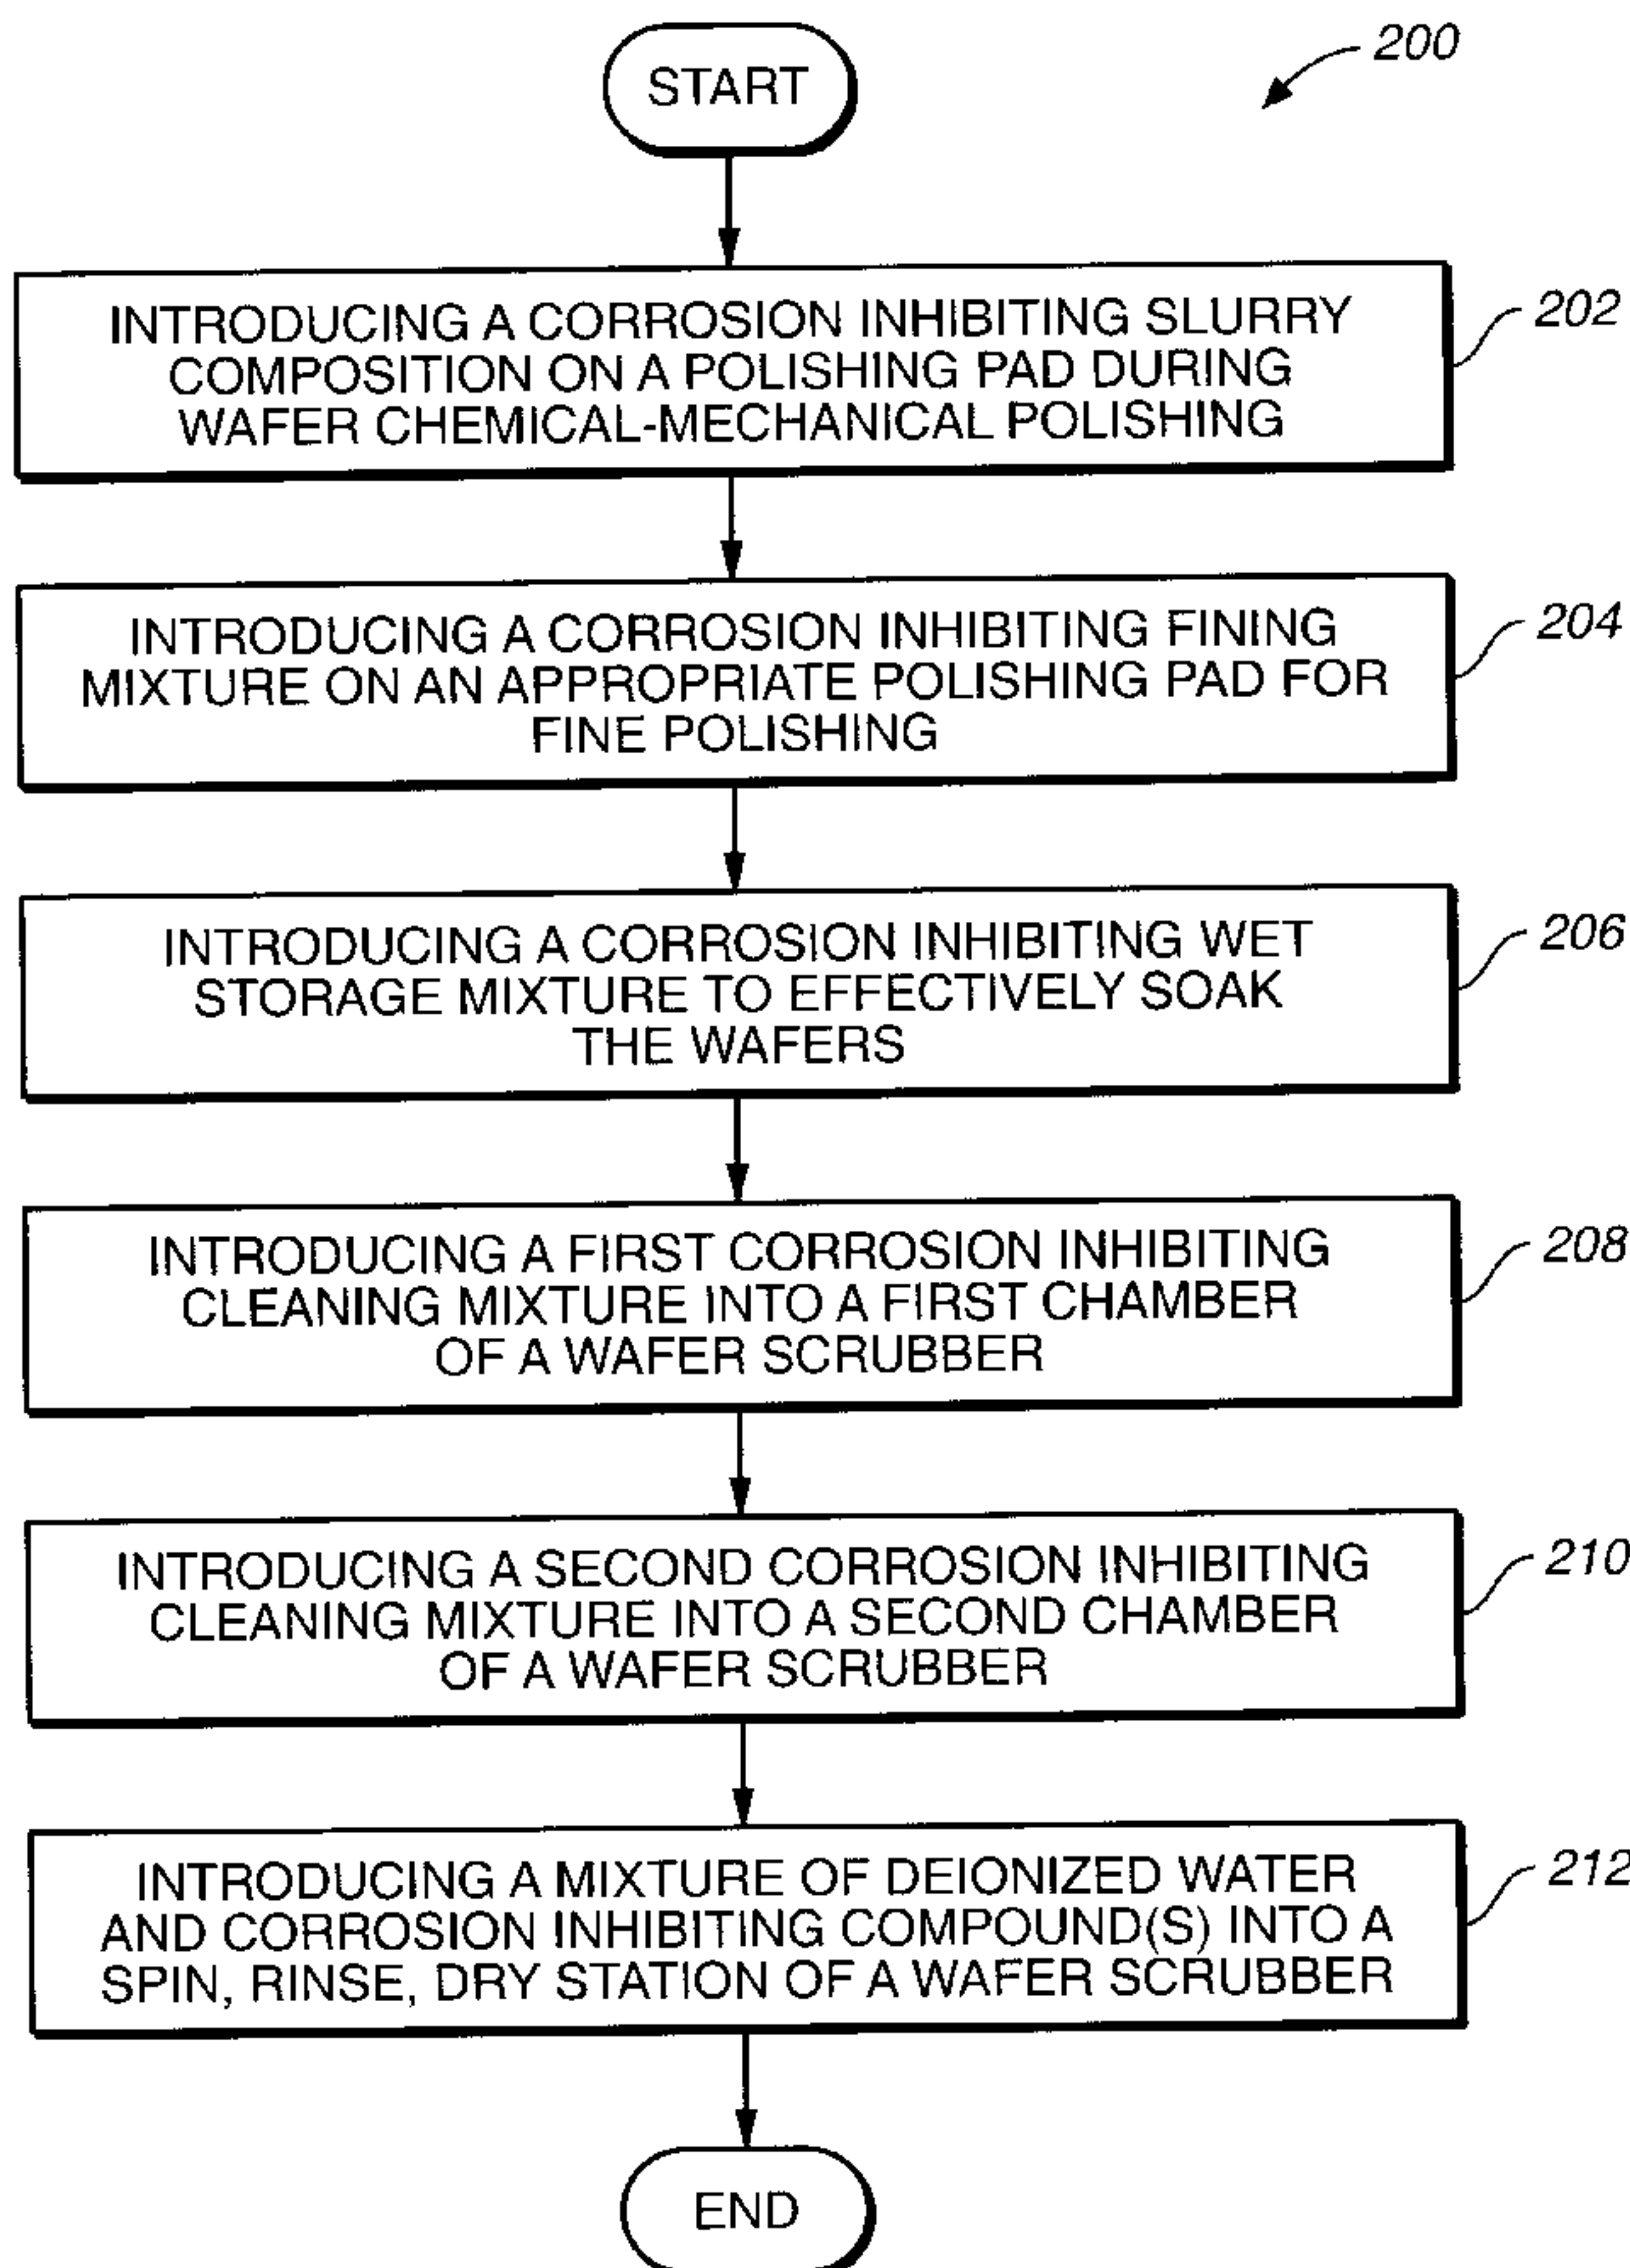 START
200
INTRODUCING A CORROSION INHIBITING SLURRY
COMPOSITION ON A POLISHING PAD DURING
WAFER CHEMICAL-MECHANICAL POLISHING
202
INTRODUCING A CORROSION INHIBITING FINING
MIXTURE ON AN APPROPRIATE POLISHING PAD FOR
FINE POLISHING
204
INTRODUCING A CORROSION INHIBITING WET
STORAGE MIXTURE TO EFFECTIVELY SOAK
THE WAFERS
206
INTRODUCING A FIRST CORROSION INHIBITING
CLEANING MIXTURE INTO A FIRST CHAMBER
OF A WAFER SCRUBBER
208
INTRODUCING A SECOND CORROSION INHIBITING
CLEANING MIXTURE INTO A SECOND CHAMBER
OF A WAFER SCRUBBER
210
INTRODUCING A MIXTURE OF DEIONIZED WATER
AND CORROSION INHIBITING COMPOUND(S) INTO A
SPIN, RINSE, DRY STATION OF A WAFER SCRUBBER
212
END